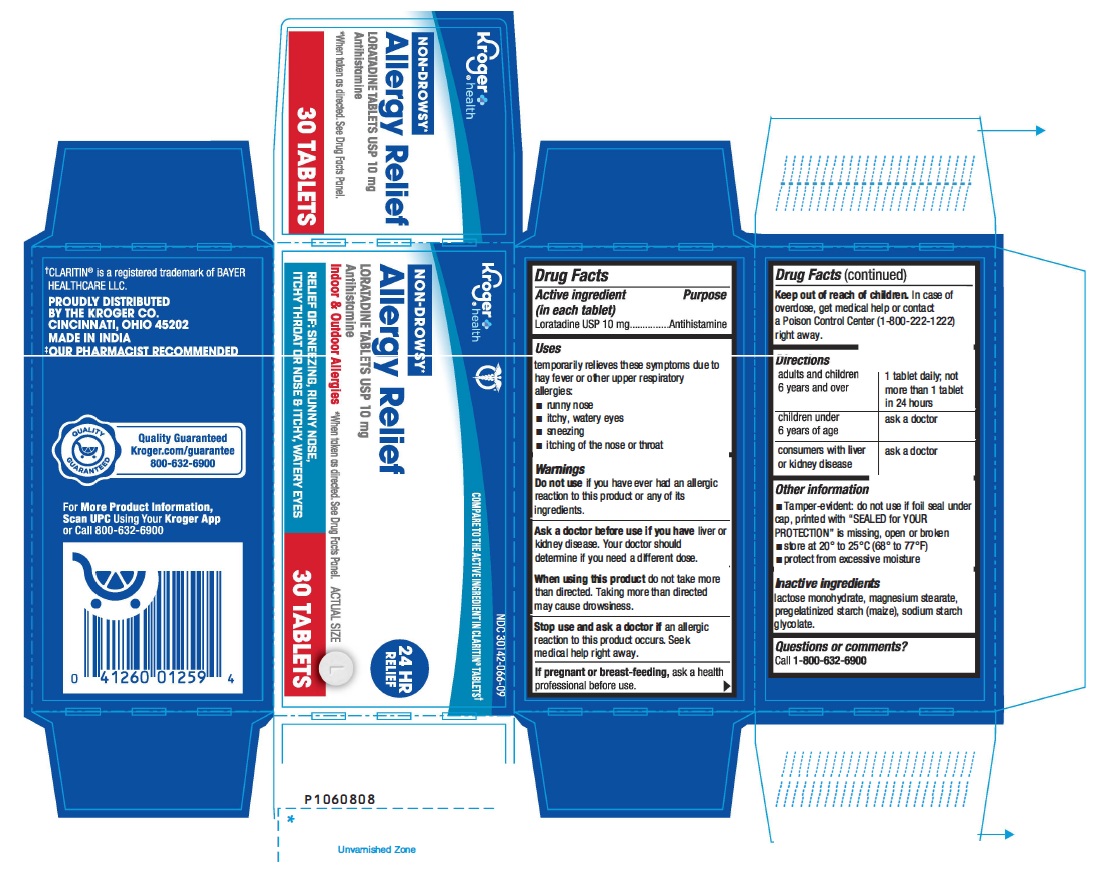 Kroger
health
NON-DROWSY*
Allergy Relief
LORATADINE TABLETS USP 10 mg
Antihistamine
*When taken as directed. See Drug Facts Panel.
30 TABLETS
†CLARITIN® is a registered trademark of BAYER
HEALTHCARE LLC.
PROUDLY DISTRIBUTED
BY THE KROGER CO.
CINCINNATI, OHIO 45202
MADE IN INDIA
‡OUR PHARMACIST RECOMMENDED
QUALITY
GUARANTEED
Quality Guaranteed
Kroger.com/guarantee
800-632-6900
For More Product Information,
Scan UPC Using Your Kroger App
or Call 800-632-6900
0 41260 01259 4
Kroger
health
NDC 30142-066-09
COMPARE TO THE ACTIVE INGREDIENT IN CLARITIN® TABLETS†
NON-DROWSY*
Allergy Relief
24 HR
RELIEF
LORATADINE TABLETS USP 10 mg
Antihistamine
Indoor & Outdoor Allergies *When taken as directed. See Drug Facts Panel. ACTUAL SIZE
L
RELIEF OF: SNEEZING, RUNNY NOSE,
ITCHY THROAT OR NOSE & ITCHY, WATERY EYES
30 TABLETS
P1060808
*
Unvarnished Zone
Drug Facts
Active ingredient Purpose
(in each tablet)
Loratadine USP 10 mg..............Antihistamine
Uses
temporarily relieves these symptoms due to
hay fever or other upper respiratory
allergies:
■ runny nose
■ itchy, watery eyes
■ sneezing
■ itching of the nose or throat
Warnings
Do not use if you have ever had an allergic
reaction to this product or any of its
ingredients.
Ask a doctor before use if you have liver or
kidney disease. Your doctor should
determine if you need a different dose.
When using this product do not take more
than directed. Taking more than directed
may cause drowsiness.
Stop use and ask a doctor if an allergic
reaction to this product occurs. Seek
medical help right away.
If pregnant or breast-feeding, ask a health
professional before use.
Drug Facts (continued)
Keep out of reach of children. In case of
overdose, get medical help or contact
a Poison Control Center (1-800-222-1222)
right away.
Directions
adults and children 1 tablet daily; not
6 years and over more than 1 tablet
in 24 hours
children under ask a doctor
6 years of age
consumers with liver ask a doctor
or kidney disease
Other information
■ Tamper-evident: do not use if foil seal under
cap, printed with "SEALED for YOUR
PROTECTION" is missing, open or broken
■ store at 20° to 25°C (68° to 77°F)
■ protect from excessive moisture
Inactive ingredients
lactose monohydrate, magnesium stearate,
pregelatinized starch (maize), sodium starch
glycolate.
Questions or comments?
Call 1-800-632-6900